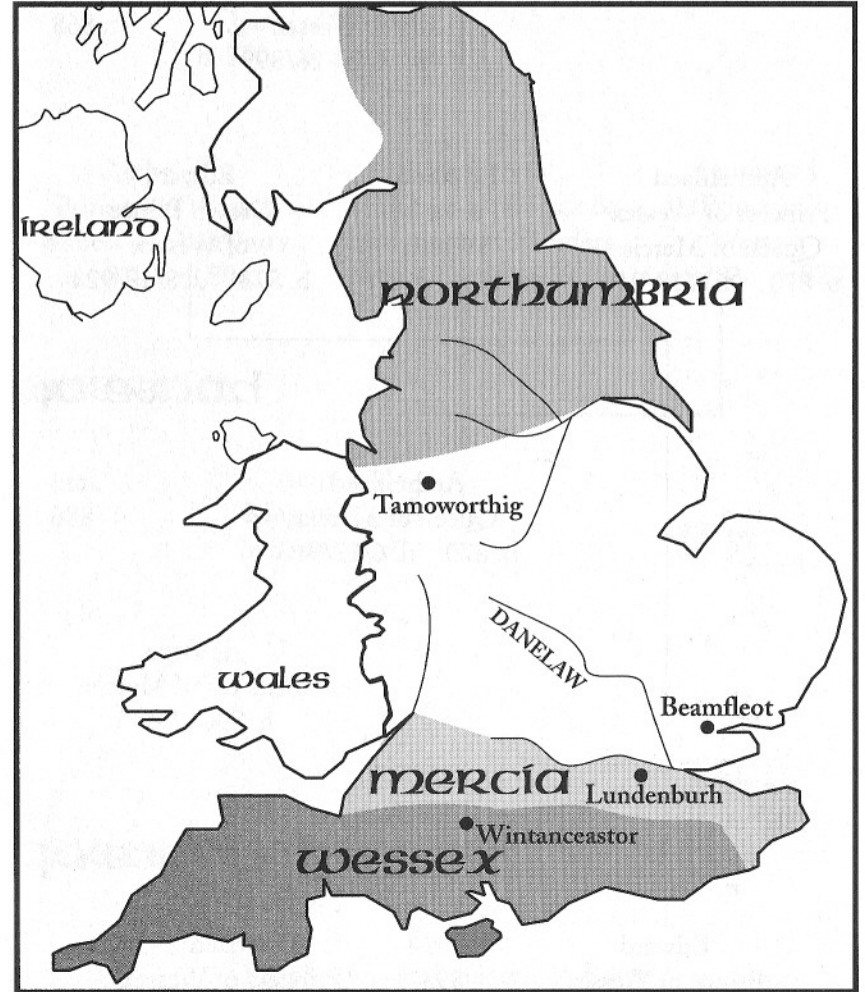 IRELAND
NORTHUMBRIA
Tamoworthig
DANELAW
WALES
Beamfleot
MERCIA
Lundenburh
Wintanceastor
WESSEX